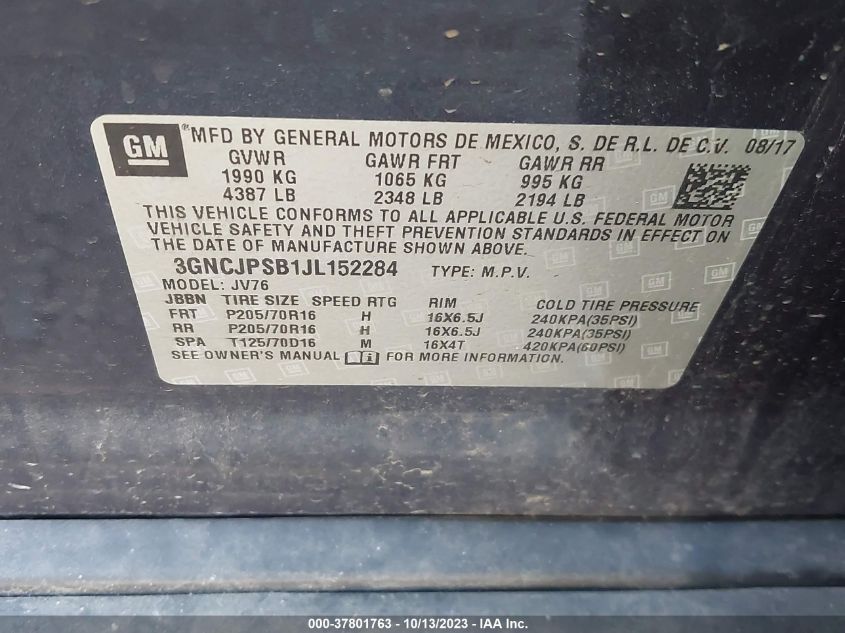 GM ® MFD BY GENERAL MOTORS DE MEXICO, S. DE R.L. DE C.V. 08/17
GVWR GAWR FRT GAWR RR
1990 KG 1065 KG 995 KG
4387 LB 2348 LB 2194 LB
THIS VEHICLE CONFORMS TO ALL APPLICABLE U.S. FEDERAL MOTOR
VEHICLE SAFETY AND THEFT PREVENTION STANDARDS IN EFFECT ON
THE DATE OF MANUFACTURE SHOWN ABOVE.
3GNCJPSB1JL152284 TYPE: M.P.V.
MODEL: JV76
JBBN TIRE SIZE SPEED RTG RIM COLD TIRE PRESSURE
FRT P205/70R16 H 16X6.5J 240KPA(35PSI)
RR P205/70R16 H 16X6.5J 240KPA(35PSI)
SPA T125/70D16 M 16X4T 420KPA(60PSI)
SEE OWNER'S MANUAL FOR MORE INFORMATION.
000-37801763 - 10/13/2023 - IAA Inc.